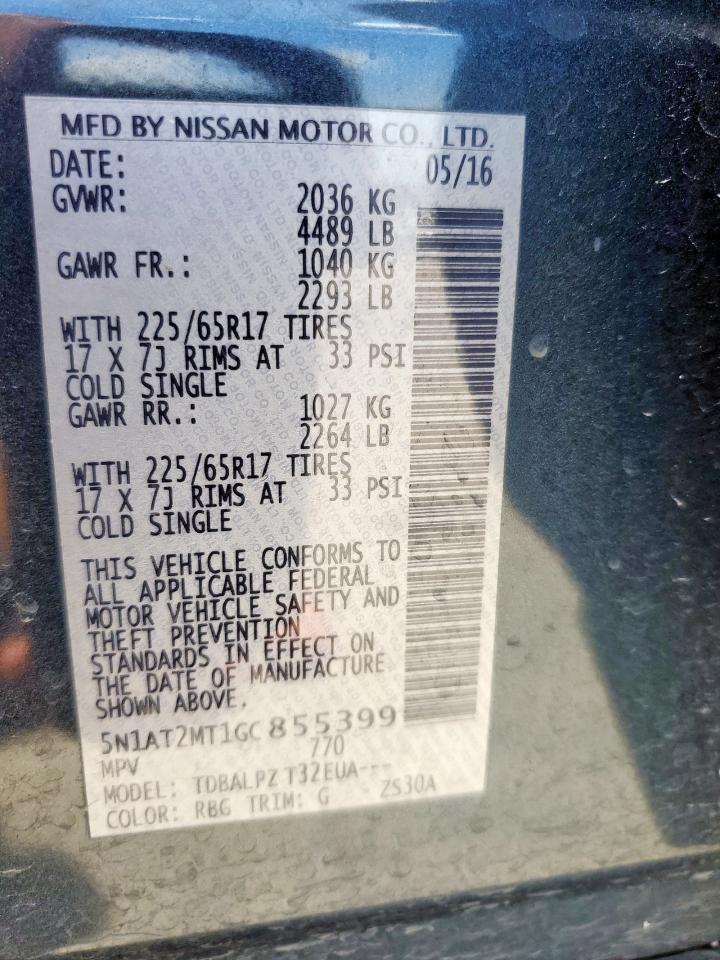 MFD BY NISSAN MOTOR CO., LTD.
DATE: 05/16
GVWR: 2036 KG
4489 LB
GAWR FR.: 1040 KG
2293 LB
WITH 225/65R17 TIRES
17 X 7J RIMS AT 33 PSI
COLD SINGLE
GAWR RR.: 1027 KG
2264 LB
WITH 225/65R17 TIRES
17 X 7J RIMS AT 33 PSI
COLD SINGLE
THIS VEHICLE CONFORMS TO
ALL APPLICABLE FEDERAL
MOTOR VEHICLE SAFETY AND
THEFT PREVENTION
STANDARDS IN EFFECT ON
THE DATE OF MANUFACTURE
SHOWN ABOVE.
5N1AT2MT1GC855399
MPV 770
MODEL: TDBALPZ T32EUA---
COLOR: RBG TRIM: G ZS30A